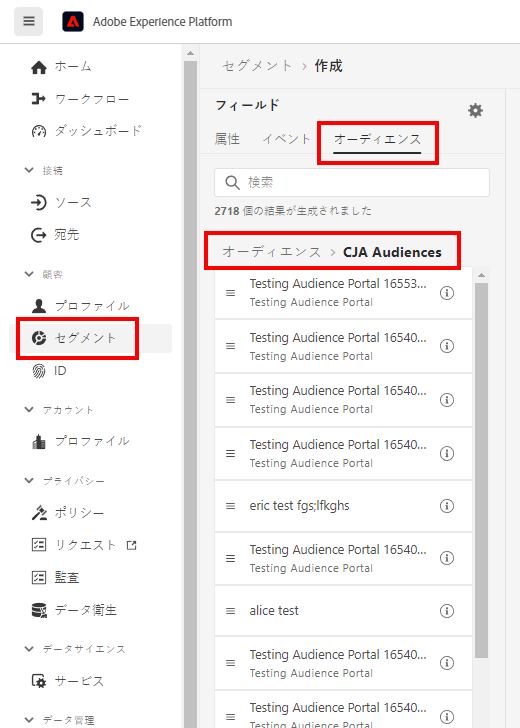 Adobe Experience Platform
ホーム
ワークフロー
ダッシュボード
接続
ソース
宛先
顧客
プロファイル
セグメント
ID
アカウント
プロファイル
プライバシー
ポリシー
リクエスト
監査
データ衛生
データサイエンス
サービス
データ管理
セグメント > 作成
フィールド
属性 イベント オーディエンス
検索
2718 個の結果が生成されました
オーディエンス > CJA Audiences
Testing Audience Portal 16553...
Testing Audience Portal
Testing Audience Portal 16540...
Testing Audience Portal
Testing Audience Portal 16540...
Testing Audience Portal
Testing Audience Portal 16540...
Testing Audience Portal
eric test fgs;lfkghs
Testing Audience Portal 16540...
Testing Audience Portal
alice test
Testing Audience Portal 16540...
Testing Audience Portal
Testing Audience Portal 16540...